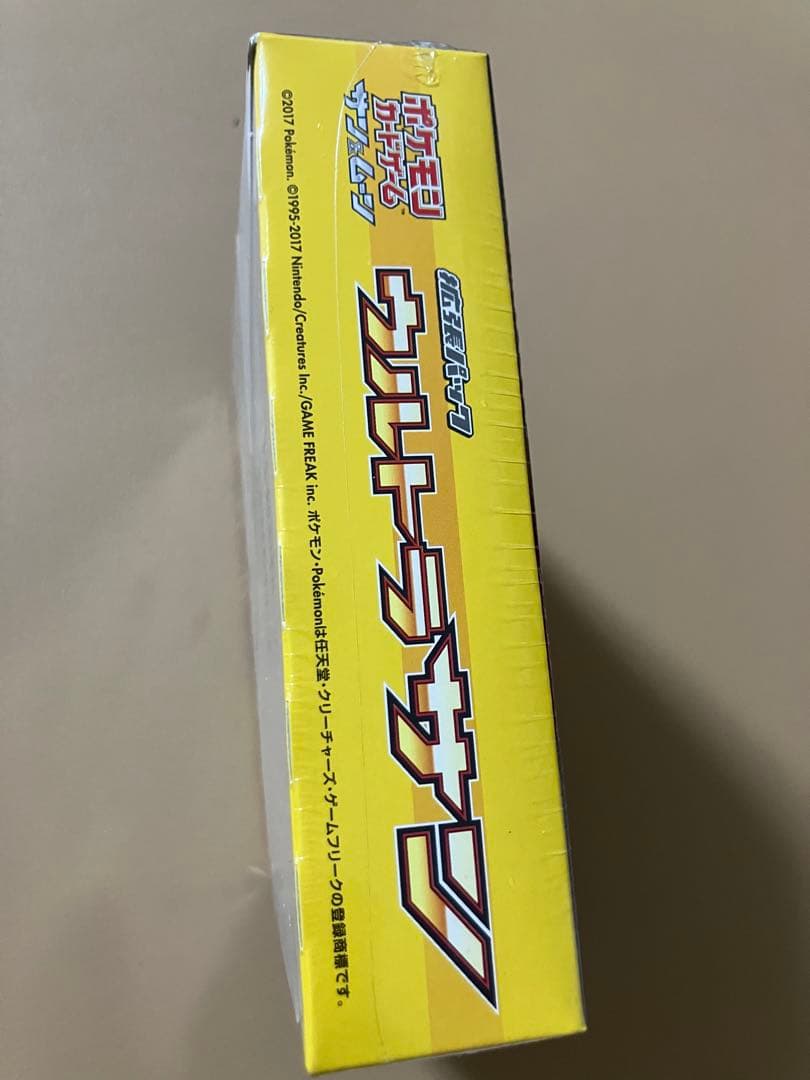 ポケモン
カードゲーム™
サン&ムーン
拡張パック
ウルトラサン
©2017 Pokémon. ©1995-2017 Nintendo/Creatures Inc./GAME FREAK inc. ポケモン・Pokémonは任天堂・クリーチャーズ・ゲームフリークの登録商標です。